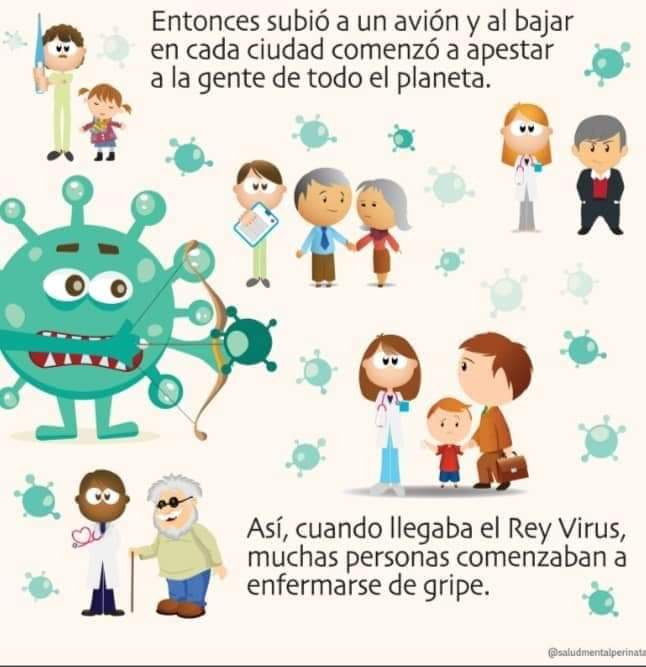 Entonces subió a un avión y al bajar
en cada ciudad comenzó a apestar
a la gente de todo el planeta.
Así, cuando llegaba el Rey Virus,
muchas personas comenzaban a
enfermarse de gripe.
@saludmentalperinata